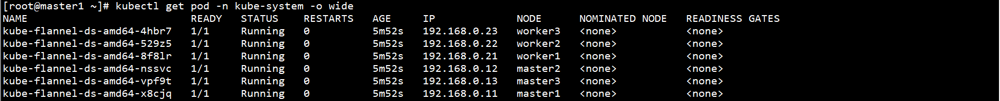 [root@master1 ~]# kubectl get pod -n kube-system -o wide
NAME                          READY   STATUS    RESTARTS   AGE     IP             NODE      NOMINATED NODE   READINESS GATES
kube-flannel-ds-amd64-4hbr7   1/1     Running   0          5m52s   192.168.0.23   worker3   <none>           <none>
kube-flannel-ds-amd64-529z5   1/1     Running   0          5m52s   192.168.0.22   worker2   <none>           <none>
kube-flannel-ds-amd64-8f8lr   1/1     Running   0          5m52s   192.168.0.21   worker1   <none>           <none>
kube-flannel-ds-amd64-nssvc   1/1     Running   0          5m52s   192.168.0.12   master2   <none>           <none>
kube-flannel-ds-amd64-vpf9t   1/1     Running   0          5m52s   192.168.0.13   master3   <none>           <none>
kube-flannel-ds-amd64-x8cjq   1/1     Running   0          5m52s   192.168.0.11   master1   <none>           <none>